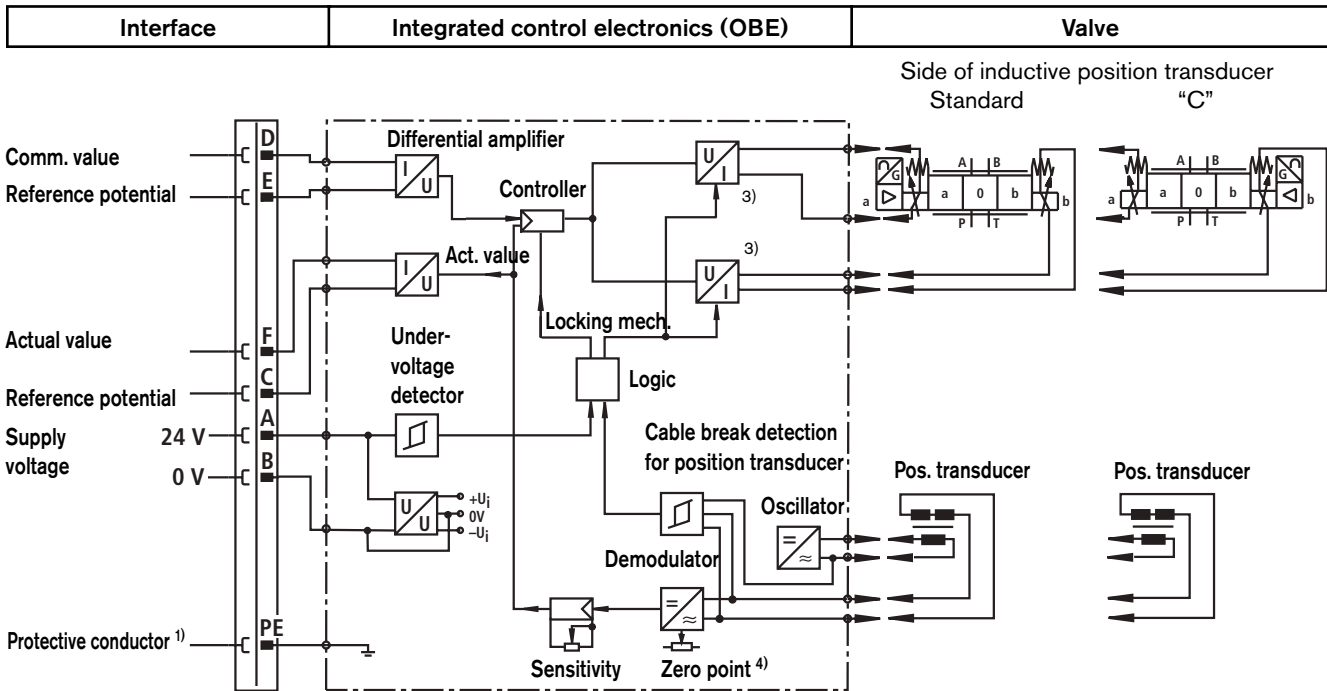 Interface
Integrated control electronics (OBE)
Valve
Side of inductive position transducer
Standard
“C”
Comm. value
Reference potential
Actual value
Reference potential
Supply
voltage
24 V
0 V
Protective conductor 1)
D
E
F
C
A
B
PE
Differential amplifier
I
U
Controller
U
I
3)
Act. value
I
U
3)
U
I
Locking mech.
Under-
voltage
detector
Logic
Cable break detection
for position transducer
U
U
+Ui
0V
–Ui
Oscillator
=
≈
Demodulator
=
≈
Sensitivity
Zero point 4)
G
A
B
a
a
0
b
b
P
T
A
B
G
a
a
0
b
b
P
T
Pos. transducer
Pos. transducer